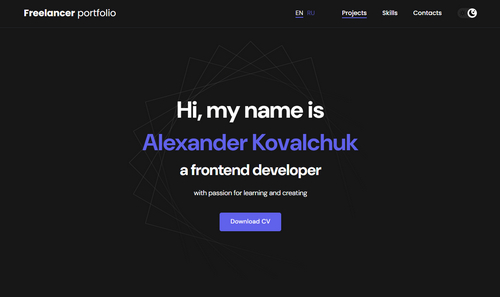 Freelancer portfolio
EN RU
Projects Skills Contacts
Hi, my name is
Alexander Kovalchuk
a frontend developer
with passion for learning and creating
Download CV